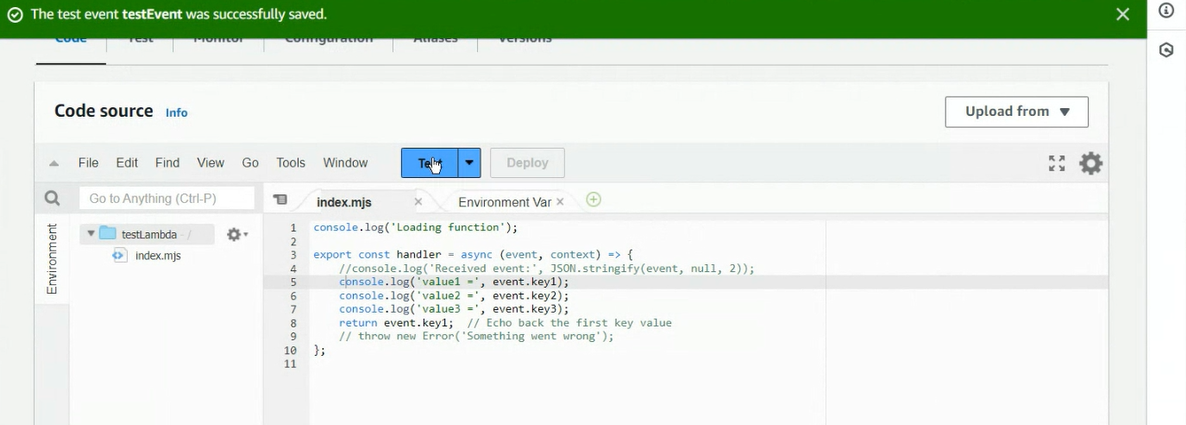 The test event testEvent was successfully saved.
Code Test Monitor Configuration Aliases Versions
Code source Info
Upload from
File Edit Find View Go Tools Window Test Deploy
Go to Anything (Ctrl-P)
index.mjs Environment Var
Environment
testLambda - /
index.mjs
1 console.log('Loading function');
2
3 export const handler = async (event, context) => {
4 //console.log('Received event:', JSON.stringify(event, null, 2));
5 console.log('value1 =', event.key1);
6 console.log('value2 =', event.key2);
7 console.log('value3 =', event.key3);
8 return event.key1; // Echo back the first key value
9 // throw new Error('Something went wrong');
10 };
11